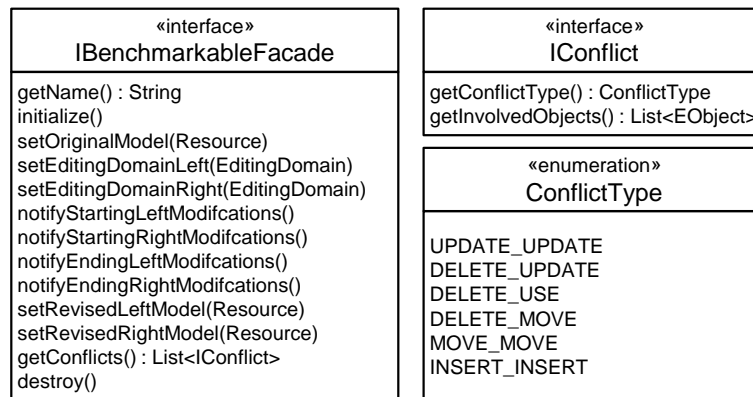 «interface»
IBenchmarkableFacade
getName() : String
initialize()
setOriginalModel(Resource)
setEditingDomainLeft(EditingDomain)
setEditingDomainRight(EditingDomain)
notifyStartingLeftModifcations()
notifyStartingRightModifcations()
notifyEndingLeftModifcations()
notifyEndingRightModifcations()
setRevisedLeftModel(Resource)
setRevisedRightModel(Resource)
getConflicts() : List<IConflict>
destroy()
«interface»
IConflict
getConflictType() : ConflictType
getInvolvedObjects() : List<EObject>
«enumeration»
ConflictType
UPDATE_UPDATE
DELETE_UPDATE
DELETE_USE
DELETE_MOVE
MOVE_MOVE
INSERT_INSERT